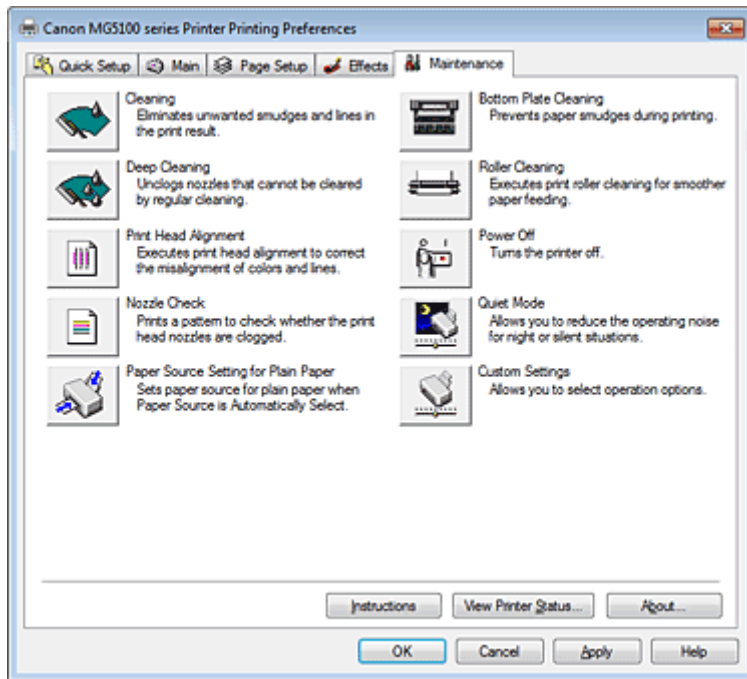 Canon MG5100 series Printer Printing Preferences
Quick Setup
Main
Page Setup
Effects
Maintenance
Cleaning
Eliminates unwanted smudges and lines in
the print result.
Deep Cleaning
Unclogs nozzles that cannot be cleared
by regular cleaning.
Print Head Alignment
Executes print head alignment to correct
the misalignment of colors and lines.
Nozzle Check
Prints a pattern to check whether the print
head nozzles are clogged.
Paper Source Setting for Plain Paper
Sets paper source for plain paper when
Paper Source is Automatically Select.
Bottom Plate Cleaning
Prevents paper smudges during printing.
Roller Cleaning
Executes print roller cleaning for smoother
paper feeding.
Power Off
Turns the printer off.
Quiet Mode
Allows you to reduce the operating noise
for night or silent situations.
Custom Settings
Allows you to select operation options.
Instructions
View Printer Status...
About...
OK
Cancel
Apply
Help